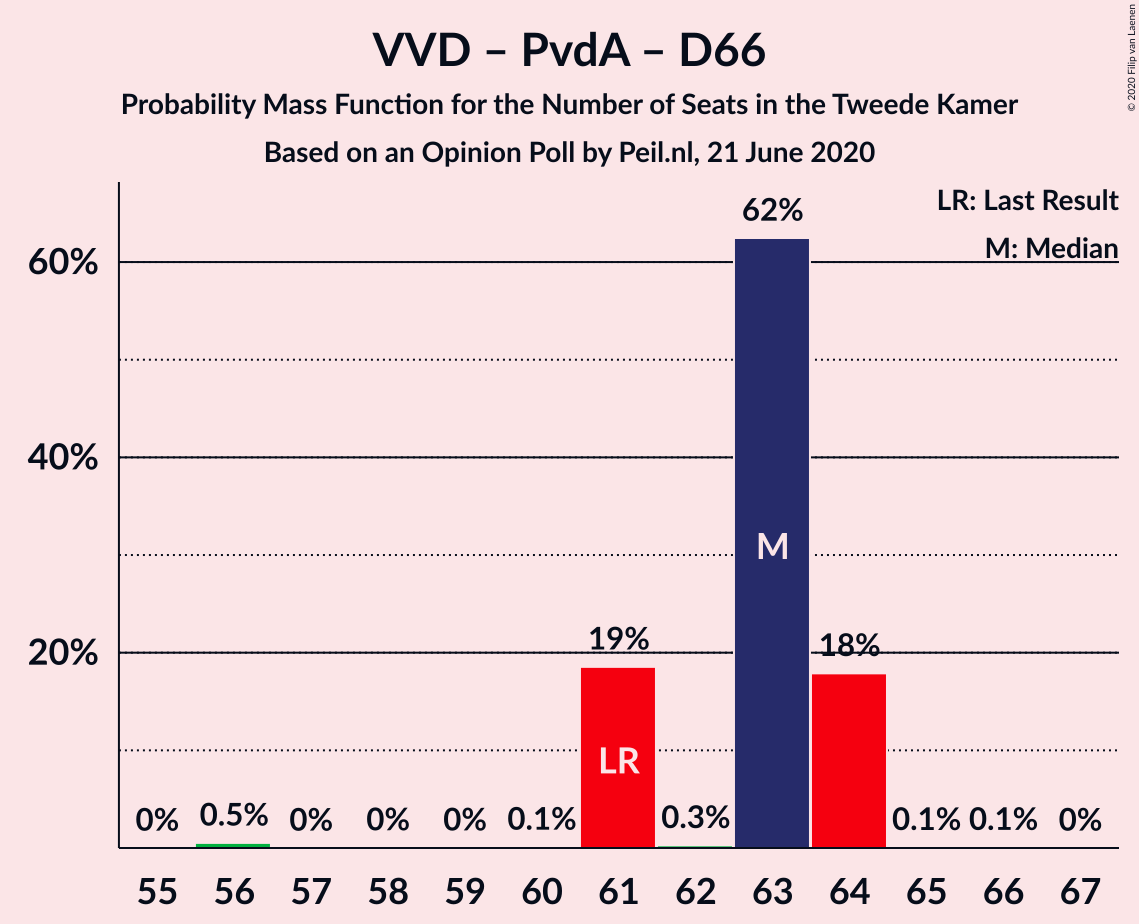 VVD – PvdA – D66
Probability Mass Function for the Number of Seats in the Tweede Kamer
Based on an Opinion Poll by Peil.nl, 21 June 2020
© 2020 Filip van Laenen
LR: Last Result
M: Median
60%
40%
20%
0% 0.5% 0% 0% 0% 0.1% 19% 0.3% 62% 18% 0.1% 0.1% 0%
LR
M
55 56 57 58 59 60 61 62 63 64 65 66 67